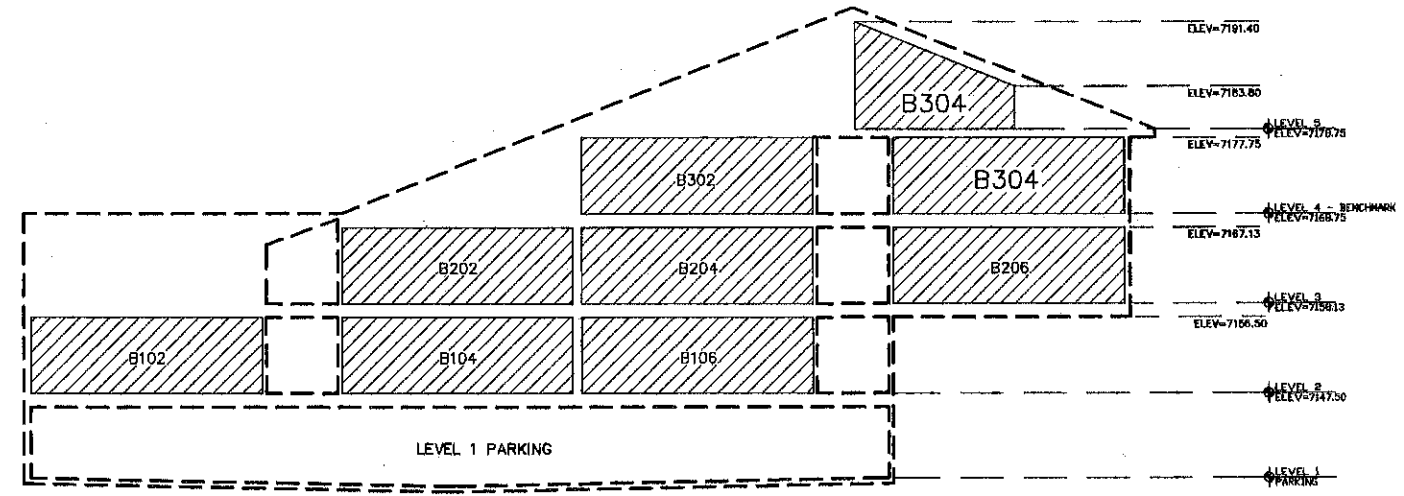 ELEV=7191.40
ELEV=7183.80
B304
LEVEL 5
ELEV=7178.75
ELEV=7177.75
B302
B304
LEVEL 4 - BENCHMARK
ELEV=7168.75
ELEV=7167.13
B202
B204
B206
LEVEL 3
ELEV=7158.13
ELEV=7156.50
B102
B104
B106
LEVEL 2
ELEV=7147.50
LEVEL 1 PARKING
LEVEL 1
PARKING